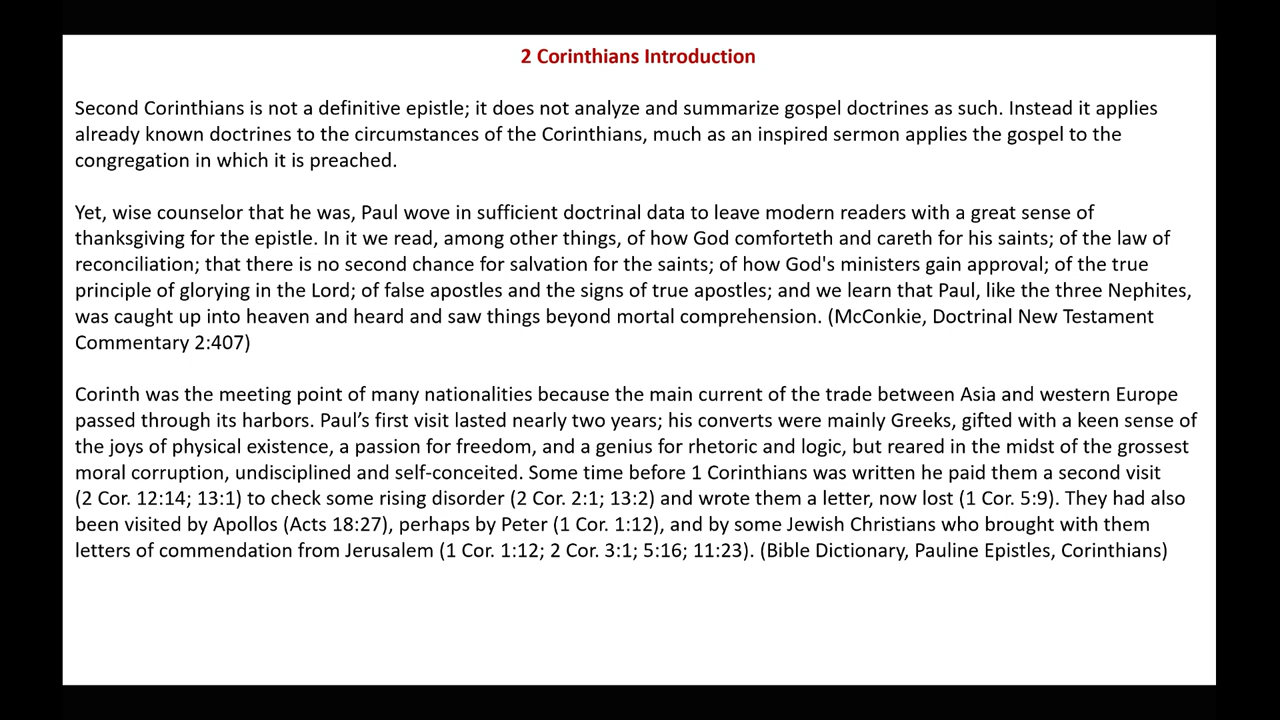 2 Corinthians Introduction
Second Corinthians is not a definitive epistle; it does not analyze and summarize gospel doctrines as such. Instead it applies
already known doctrines to the circumstances of the Corinthians, much as an inspired sermon applies the gospel to the
congregation in which it is preached.
Yet, wise counselor that he was, Paul wove in sufficient doctrinal data to leave modern readers with a great sense of
thanksgiving for the epistle. In it we read, among other things, of how God comforteth and careth for his saints; of the law of
reconciliation; that there is no second chance for salvation for the saints; of how God's ministers gain approval; of the true
principle of glorying in the Lord; of false apostles and the signs of true apostles; and we learn that Paul, like the three Nephites,
was caught up into heaven and heard and saw things beyond mortal comprehension. (McConkie, Doctrinal New Testament
Commentary 2:407)
Corinth was the meeting point of many nationalities because the main current of the trade between Asia and western Europe
passed through its harbors. Paul’s first visit lasted nearly two years; his converts were mainly Greeks, gifted with a keen sense of
the joys of physical existence, a passion for freedom, and a genius for rhetoric and logic, but reared in the midst of the grossest
moral corruption, undisciplined and self-conceited. Some time before 1 Corinthians was written he paid them a second visit
(2 Cor. 12:14; 13:1) to check some rising disorder (2 Cor. 2:1; 13:2) and wrote them a letter, now lost (1 Cor. 5:9). They had also
been visited by Apollos (Acts 18:27), perhaps by Peter (1 Cor. 1:12), and by some Jewish Christians who brought with them
letters of commendation from Jerusalem (1 Cor. 1:12; 2 Cor. 3:1; 5:16; 11:23). (Bible Dictionary, Pauline Epistles, Corinthians)